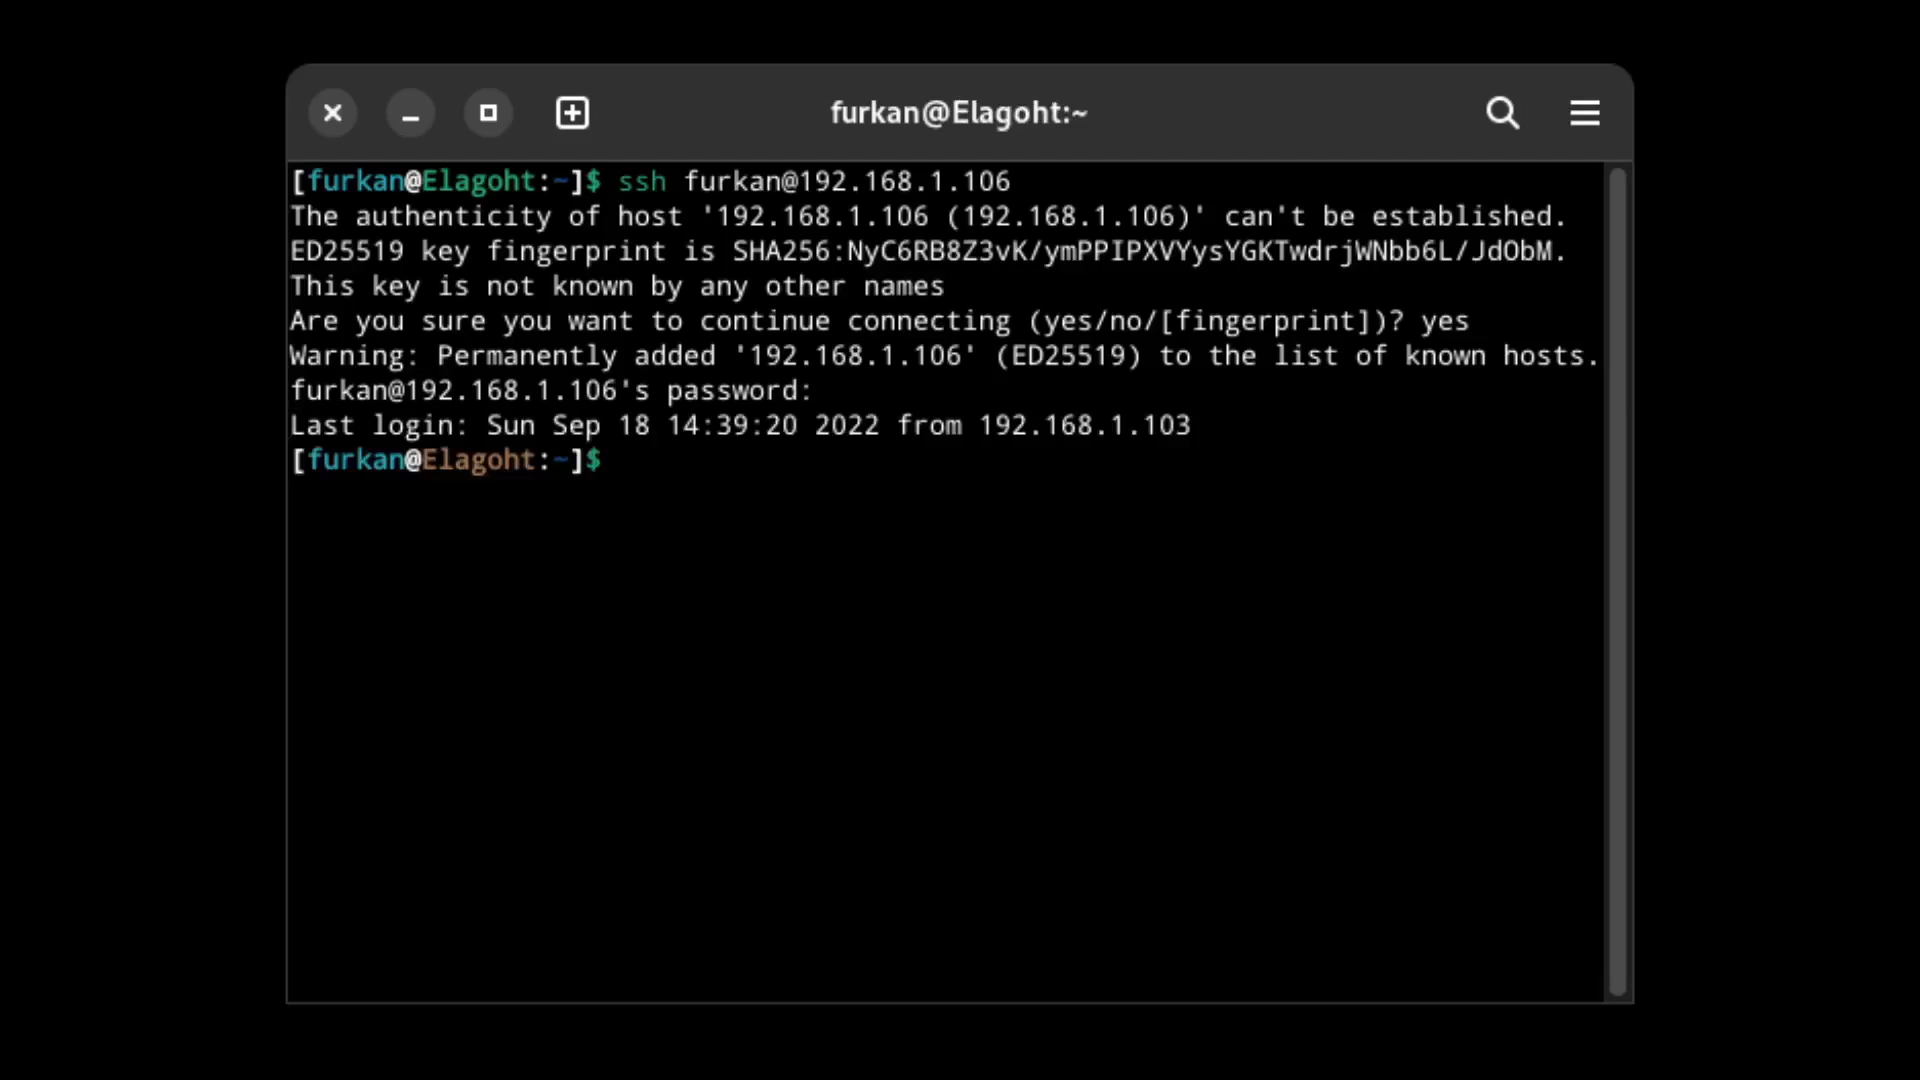 furkan@Elagoht:~
[furkan@Elagoht:~]$ ssh furkan@192.168.1.106
The authenticity of host '192.168.1.106 (192.168.1.106)' can't be established.
ED25519 key fingerprint is SHA256:NyC6RB8Z3vK/ymPPIPXVYysYGKTwdrjWNbb6L/JdObM.
This key is not known by any other names
Are you sure you want to continue connecting (yes/no/[fingerprint])? yes
Warning: Permanently added '192.168.1.106' (ED25519) to the list of known hosts.
furkan@192.168.1.106's password:
Last login: Sun Sep 18 14:39:20 2022 from 192.168.1.103
[furkan@Elagoht:~]$